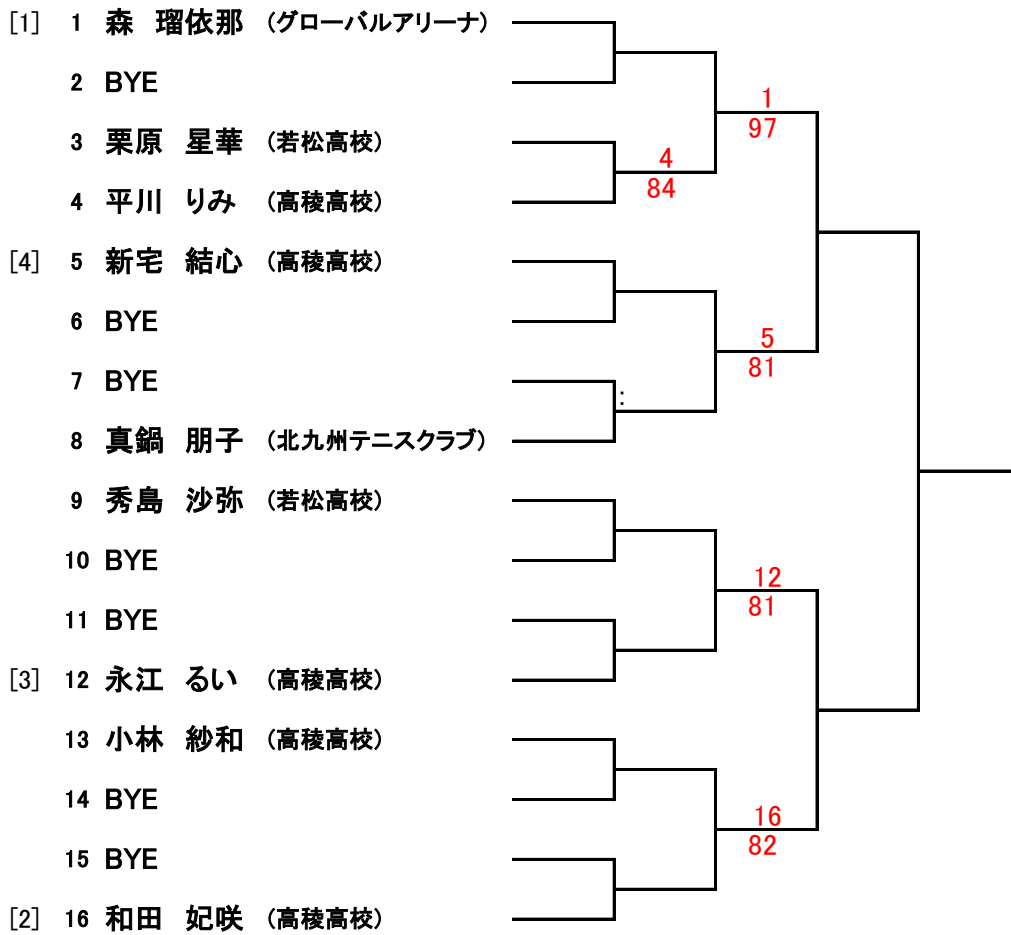 [1] 1 森 瑠依那 (グローバルアリーナ)
2 BYE
1
97
3 栗原 星華 (若松高校)
4
84
4 平川 りみ (高稜高校)
[4] 5 新宅 結心 (高稜高校)
6 BYE
5
81
7 BYE
:
8 真鍋 朋子 (北九州テニスクラブ)
9 秀島 沙弥 (若松高校)
10 BYE
12
81
11 BYE
[3] 12 永江 るい (高稜高校)
13 小林 紗和 (高稜高校)
14 BYE
16
82
15 BYE
[2] 16 和田 妃咲 (高稜高校)